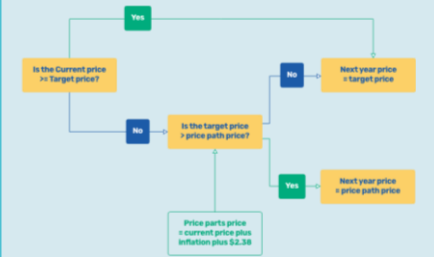 Yes
Is the Current price
>= Target price?
No
Next year price
= target price
No
Is the target price
> price path price?
Yes
Next year price
= price path price
Price parts price
= current price plus
inflation plus $2.38